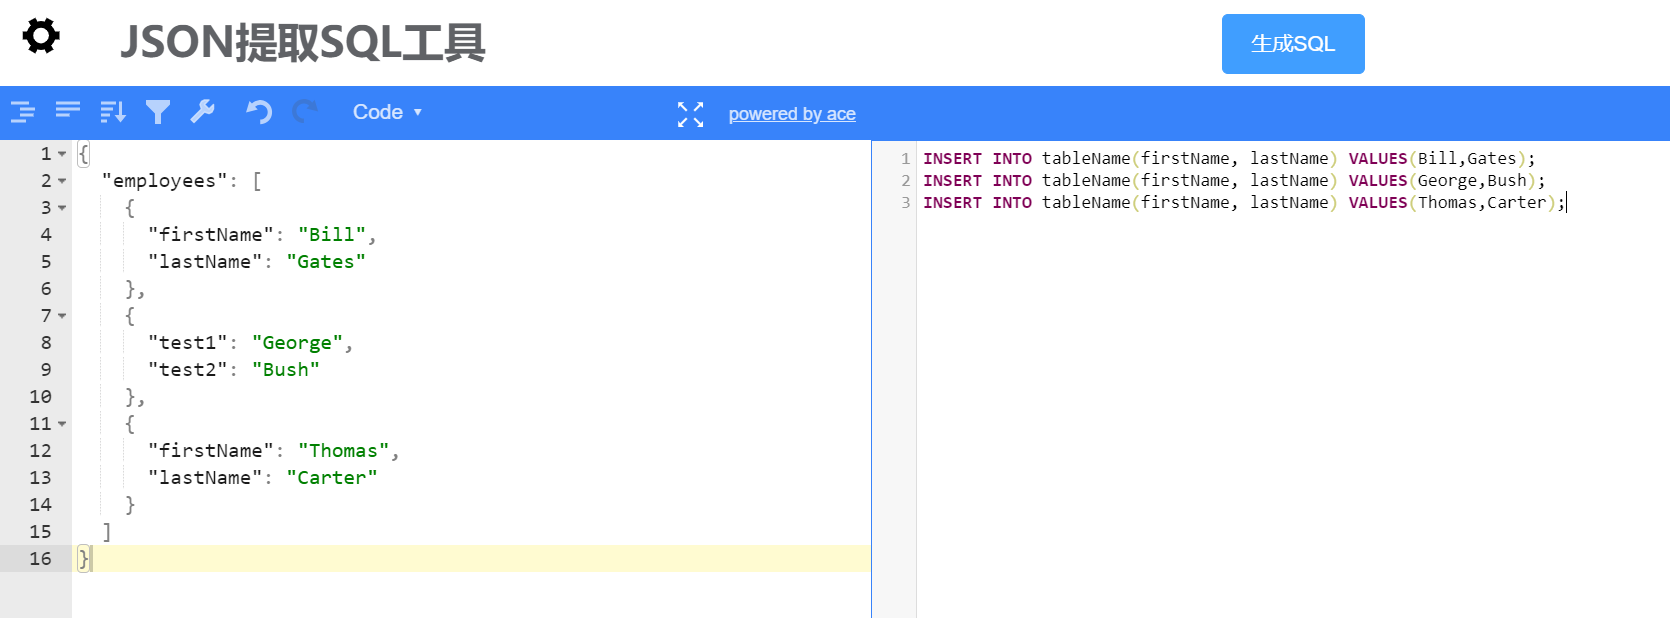 JSON提取SQL工具
生成SQL
Code
powered by ace
1 {
2 "employees": [
3 {
4 "firstName": "Bill",
5 "lastName": "Gates"
6 },
7 {
8 "test1": "George",
9 "test2": "Bush"
10 },
11 {
12 "firstName": "Thomas",
13 "lastName": "Carter"
14 }
15 ]
16 }
1 INSERT INTO tableName(firstName, lastName) VALUES(Bill,Gates);
2 INSERT INTO tableName(firstName, lastName) VALUES(George,Bush);
3 INSERT INTO tableName(firstName, lastName) VALUES(Thomas,Carter);